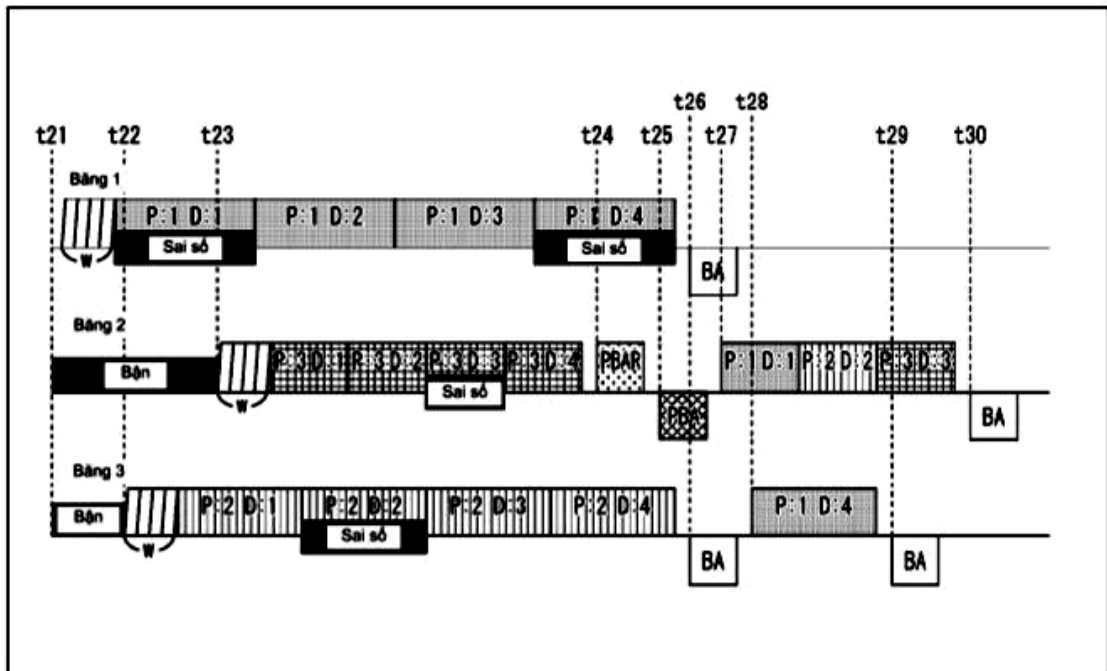 t26 t28
t21 t22 t23 t24 t25 t27 t29 t30
Băng 1
P:1 D:1 P:1 D:2 P:1 D:3 P:1 D:4
Sai số Sai số
W BA
Băng 2
P:3 D:1 P:3 D:2 P:3 D:3 P:3 D:4 PBAR P:1 D:1 P:2 D:2 P:3 D:3
Bận Sai số
W PBA BA
Băng 3
P:2 D:1 P:2 D:2 P:2 D:3 P:2 D:4 P:1 D:4
Bận Sai số
W BA BA